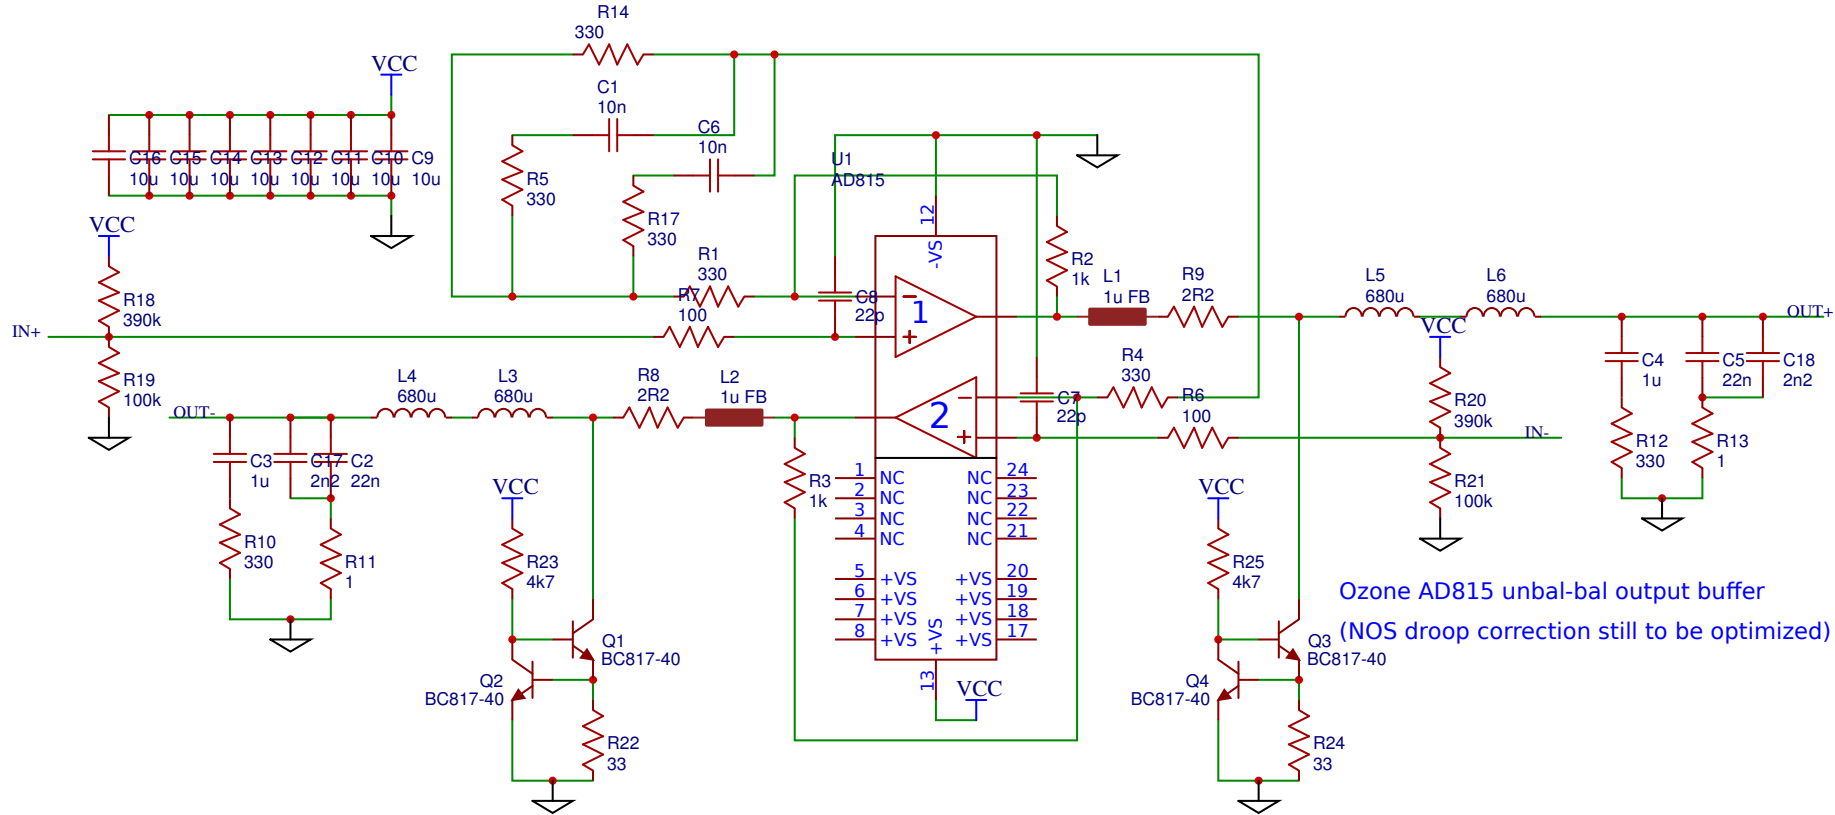 R14
330
VCC
C1
10n
C6
10n
C16
10u
C15
10u
C14
10u
C13
10u
C12
10u
C11
10u
C10
10u
C9
10u
U1
AD815
R5
330
R17
330
12
-VS
VCC
R18
390k
R1
330
R7
100
C8
22p
R2
1k
L1
1u FB
R9
2R2
L5
680u
L6
680u
OUT+
IN+
1
VCC
R19
100k
L4
680u
L3
680u
R8
2R2
L2
1u FB
2
C7
22p
R4
330
R6
100
R20
390k
C4
1u
C5
22n
C18
2n2
OUT-
IN-
C3
1u
C17
2n2
C2
22n
R3
1k
R12
330
R13
1
R21
100k
1 NC NC 24
2 NC NC 23
3 NC NC 22
4 NC NC 21
5 +VS +VS 20
6 +VS +VS 19
7 +VS +VS 18
8 +VS +VS 17
+VS
13
VCC
VCC
R23
4k7
VCC
R25
4k7
R10
330
R11
1
Ozone AD815 unbal-bal output buffer
(NOS droop correction still to be optimized)
Q1
BC817-40
Q2
BC817-40
R22
33
Q3
BC817-40
Q4
BC817-40
R24
33